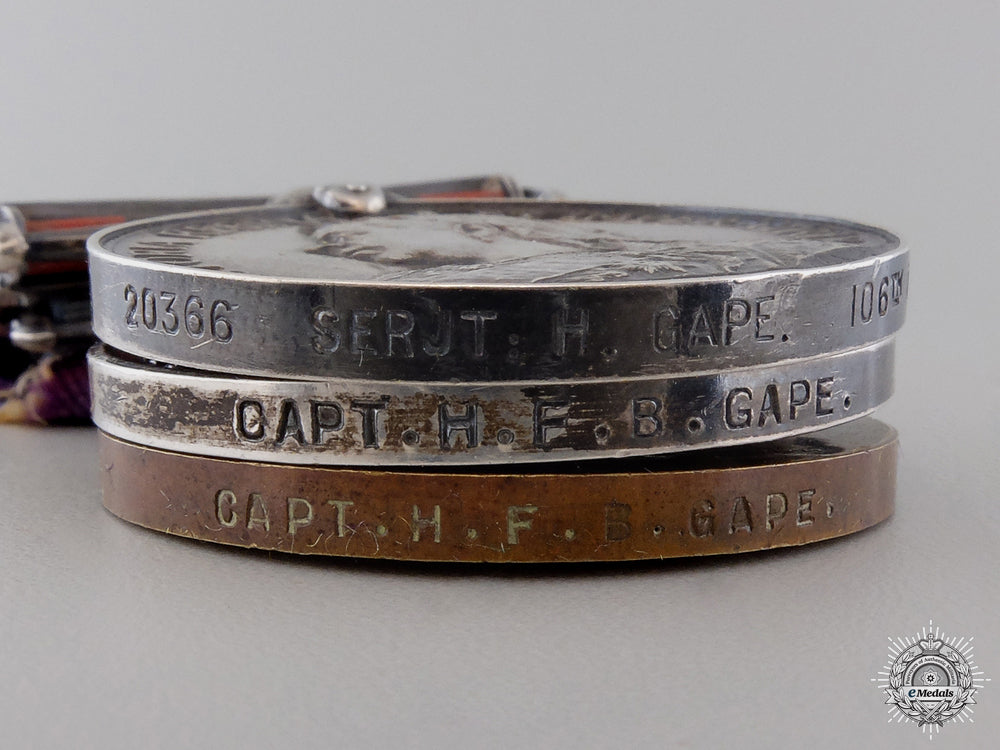 20366 SERJT. H. GAPE. 106TH
CAPT. H. F. B. GAPE.
CAPT. H. F. B. GAPE.
eMedals